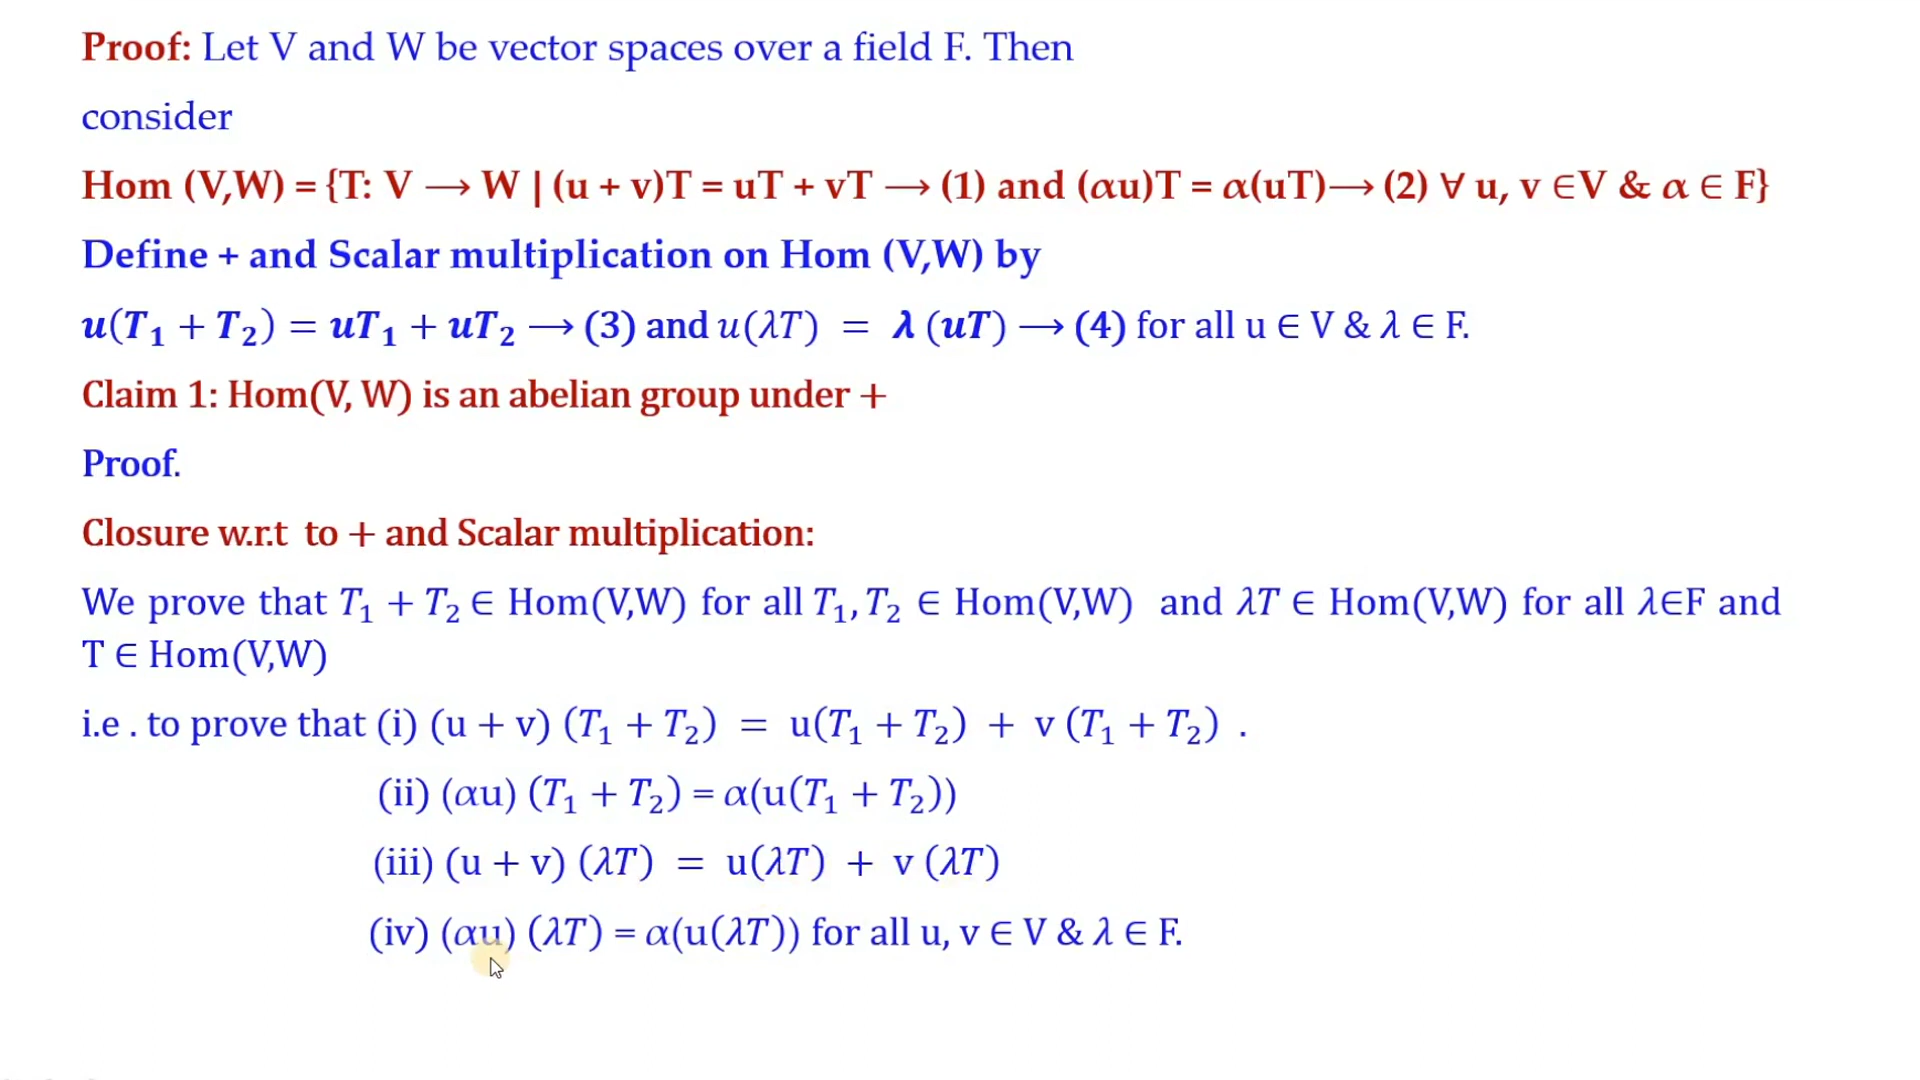 Proof: Let V and W be vector spaces over a field F. Then
consider
Hom (V,W) = {T: V ⟶ W | (u + v)T = uT + vT ⟶ (1) and (αu)T = α(uT)⟶ (2) ∀ u, v ∈V & α ∈ F}
Define + and Scalar multiplication on Hom (V,W) by
u(T₁ + T₂) = uT₁ + uT₂ ⟶ (3) and u(λT) = λ (uT) ⟶ (4) for all u ∈ V & λ ∈ F.
Claim 1: Hom(V, W) is an abelian group under +
Proof.
Closure w.r.t to + and Scalar multiplication:
We prove that T₁ + T₂ ∈ Hom(V,W) for all T₁, T₂ ∈ Hom(V,W) and λT ∈ Hom(V,W) for all λ∈F and
T ∈ Hom(V,W)
i.e . to prove that (i) (u + v) (T₁ + T₂) = u(T₁ + T₂) + v (T₁ + T₂) .
(ii) (αu) (T₁ + T₂) = α(u(T₁ + T₂))
(iii) (u + v) (λT) = u(λT) + v (λT)
(iv) (αu) (λT) = α(u(λT)) for all u, v ∈ V & λ ∈ F.